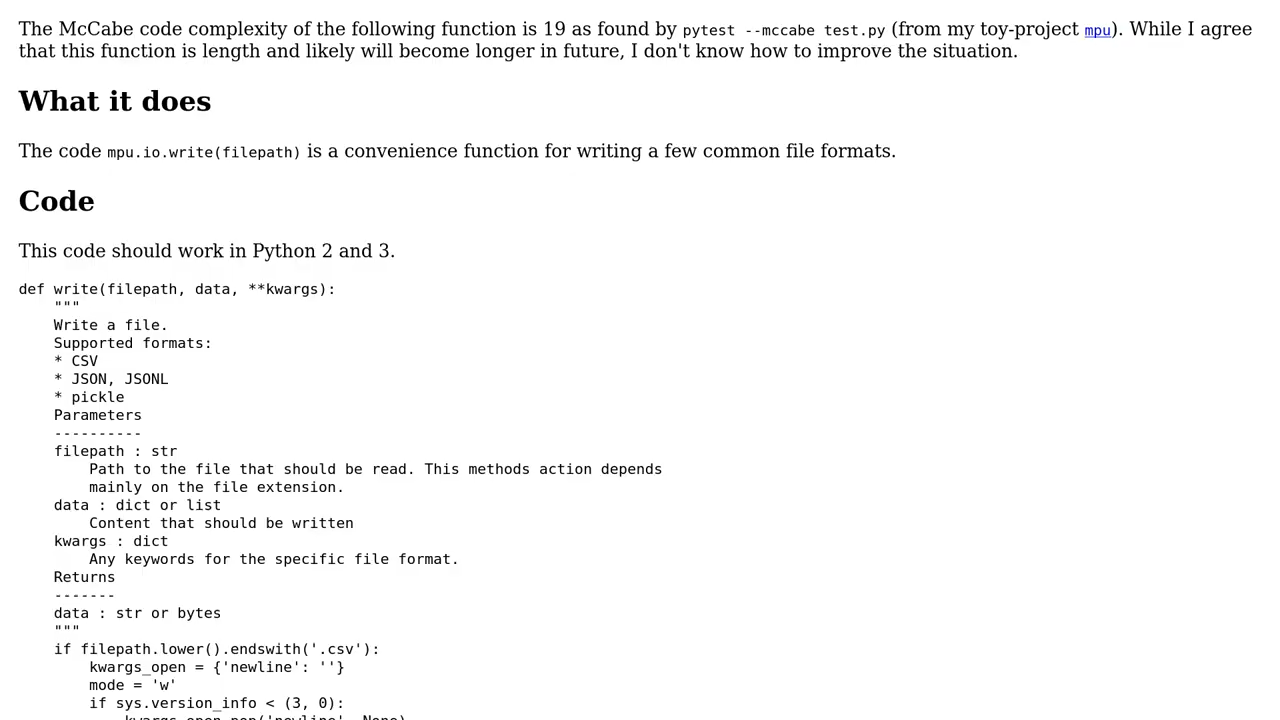 The McCabe code complexity of the following function is 19 as found by pytest --mccabe test.py (from my toy-project mpu). While I agree
that this function is length and likely will become longer in future, I don't know how to improve the situation.
What it does
The code mpu.io.write(filepath) is a convenience function for writing a few common file formats.
Code
This code should work in Python 2 and 3.
def write(filepath, data, **kwargs):
    """
    Write a file.
    Supported formats:
    * CSV
    * JSON, JSONL
    * pickle
    Parameters
    ----------
    filepath : str
        Path to the file that should be read. This methods action depends
        mainly on the file extension.
    data : dict or list
        Content that should be written
    kwargs : dict
        Any keywords for the specific file format.
    Returns
    -------
    data : str or bytes
    """
    if filepath.lower().endswith('.csv'):
        kwargs_open = {'newline': ''}
        mode = 'w'
        if sys.version_info < (3, 0):
            kwargs_open.pop('newline', None)